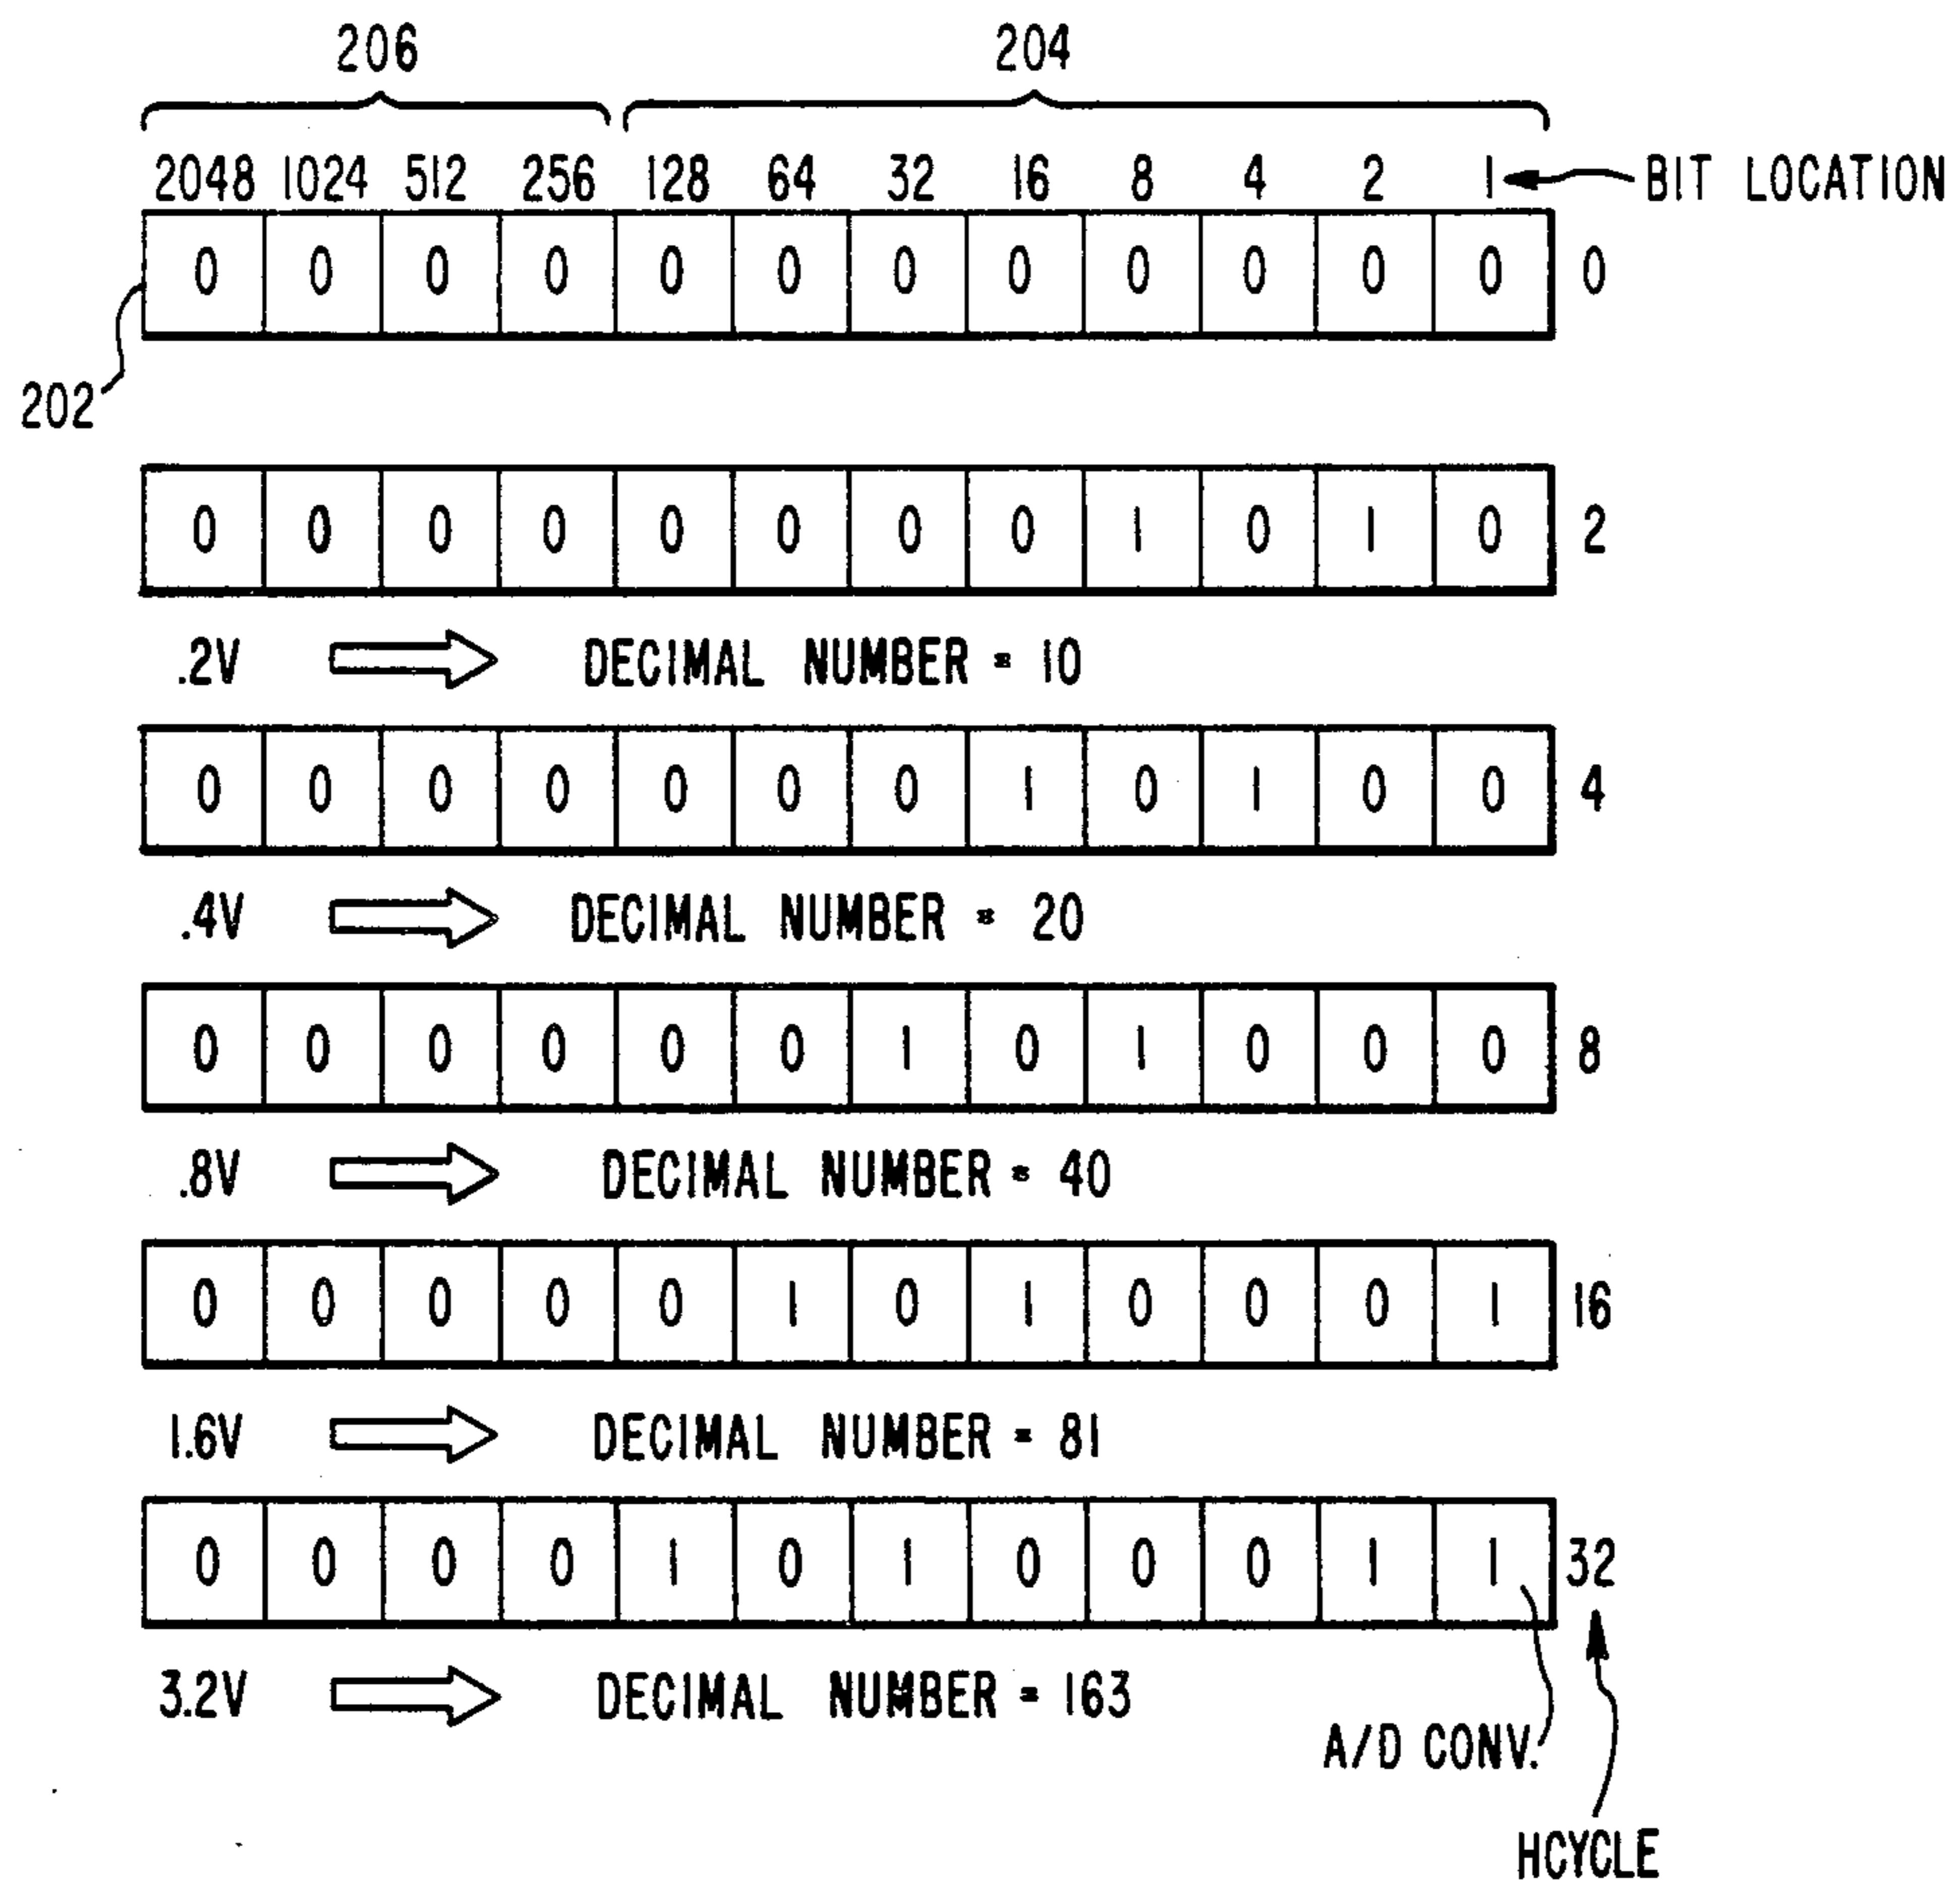 206 204
2048 1024 512 256 128 64 32 16 8 4 2 1 BIT LOCATION
0 0 0 0 0 0 0 0 0 0 0 0 0
202
0 0 0 0 0 0 0 0 1 0 1 0 2
.2V DECIMAL NUMBER = 10
0 0 0 0 0 0 0 1 0 1 0 0 4
.4V DECIMAL NUMBER = 20
0 0 0 0 0 0 1 0 1 0 0 0 8
.8V DECIMAL NUMBER = 40
0 0 0 0 0 1 0 1 0 0 0 1 16
1.6V DECIMAL NUMBER = 81
0 0 0 0 1 0 1 0 0 0 1 1 32
3.2V DECIMAL NUMBER = 163
A/D CONV.
HCYCLE